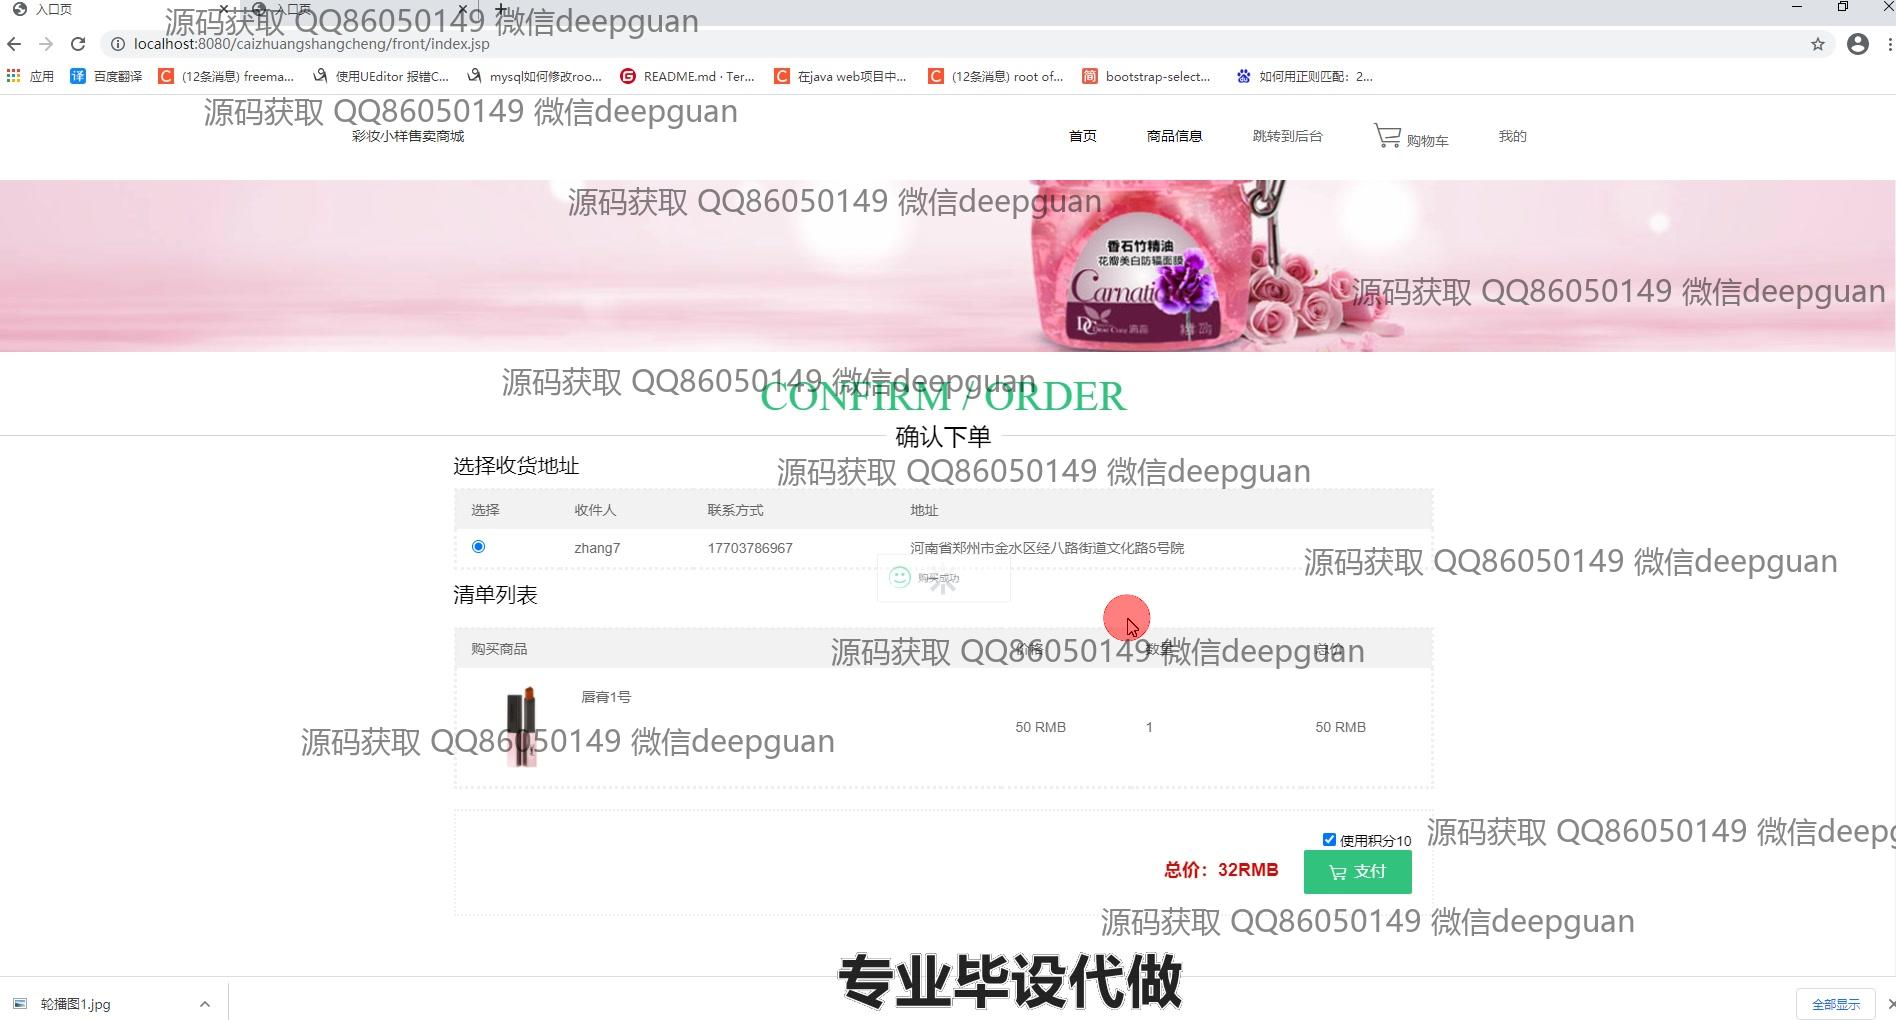 入口页
入口页
源码获取 QQ86050149 微信deepguan
localhost:8080/caizhuangshangcheng/front/index.jsp
应用
百度翻译
(12条消息) freema...
使用UEditor 报错C...
mysql如何修改roo...
README.md · Ter...
在java web项目中...
(12条消息) root of...
bootstrap-select...
如何用正则匹配：2...
源码获取 QQ86050149 微信deepguan
彩妆小样售卖商城
首页
商品信息
跳转到后台
购物车
我的
源码获取 QQ86050149 微信deepguan
香石竹精油
花瓣美白防辐面膜
Carnatio
源码获取 QQ86050149 微信deepguan
源码获取 QQ86050149 微信deepguan
CONFIRM / ORDER
确认下单
选择收货地址
源码获取 QQ86050149 微信deepguan
选择 收件人 联系方式 地址
zhang7 17703786967 河南省郑州市金水区经八路街道文化路5号院
源码获取 QQ86050149 微信deepguan
购买成功
清单列表
购买商品 价格 数量 总价
源码获取 QQ86050149 微信deepguan
唇膏1号
50 RMB 1 50 RMB
源码获取 QQ86050149 微信deepguan
使用积分10
源码获取 QQ86050149 微信deepg
总价：32RMB
支付
源码获取 QQ86050149 微信deepguan
专业毕设代做
轮播图1.jpg
全部显示